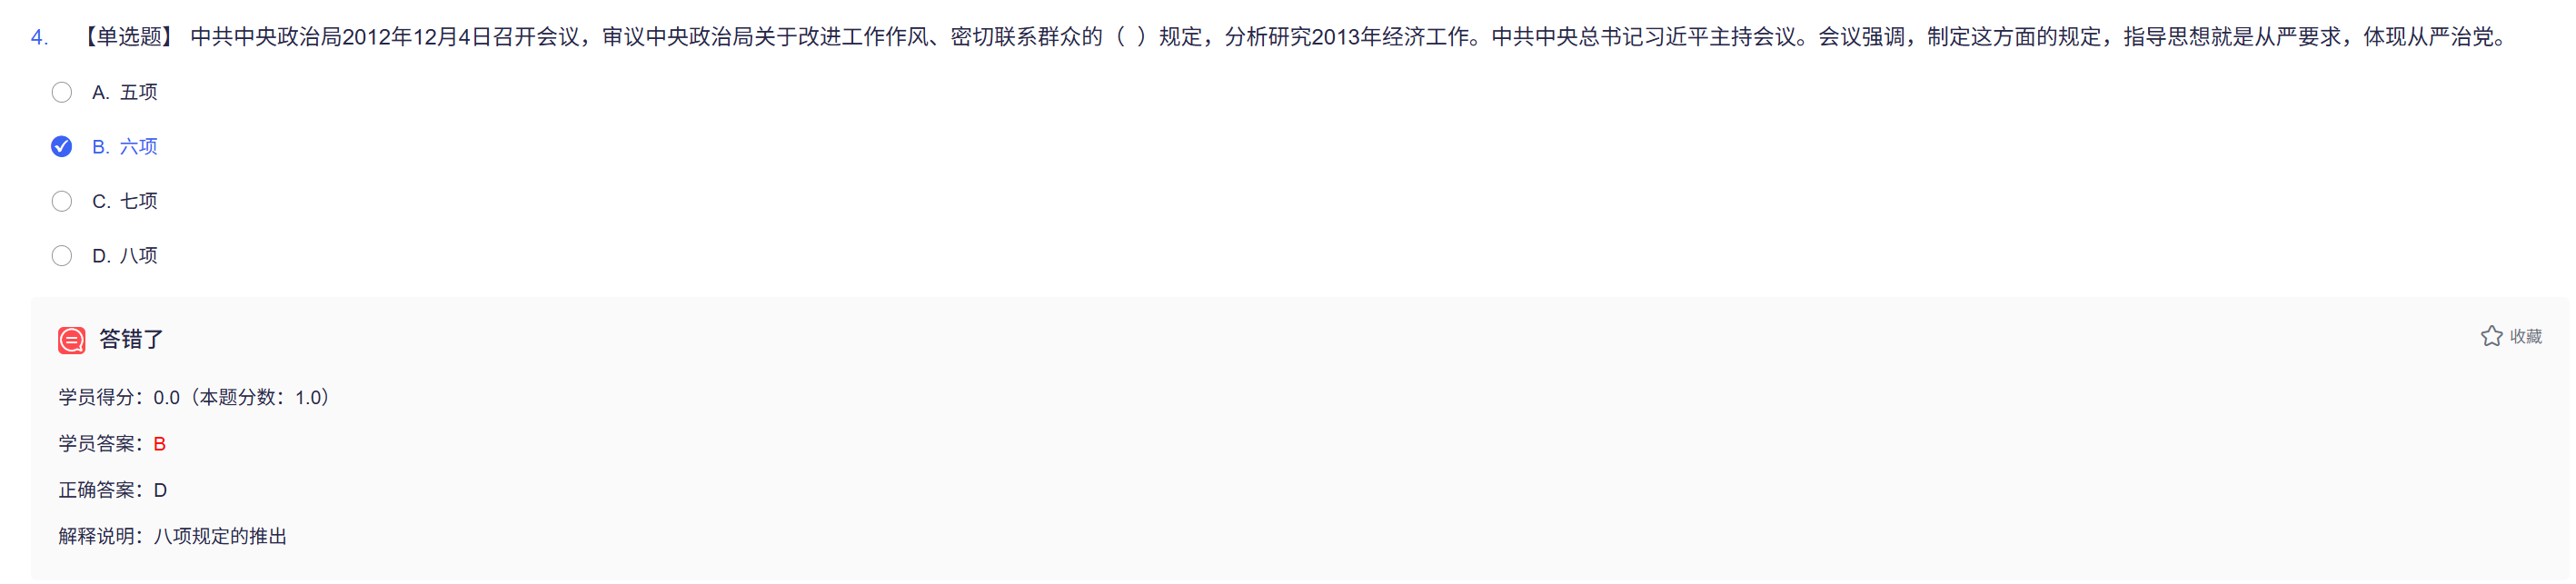 4. 【单选题】 中共中央政治局2012年12月4日召开会议，审议中央政治局关于改进工作作风、密切联系群众的（ ）规定，分析研究2013年经济工作。中共中央总书记习近平主持会议。会议强调，制定这方面的规定，指导思想就是从严要求，体现从严治党。
A. 五项
B. 六项
C. 七项
D. 八项
答错了
收藏
学员得分：0.0（本题分数：1.0）
学员答案：B
正确答案：D
解释说明：八项规定的推出